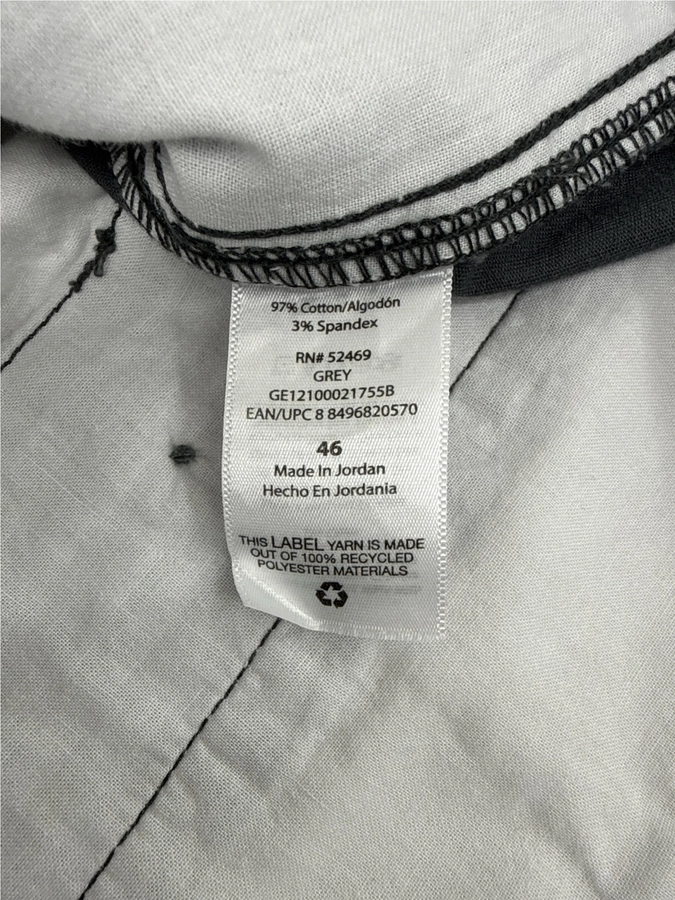 97% Cotton/Algodón
3% Spandex
RN# 52469
GREY
GE12100021755B
EAN/UPC 8 8496820570
46
Made In Jordan
Hecho En Jordania
THIS LABEL YARN IS MADE
OUT OF 100% RECYCLED
POLYESTER MATERIALS